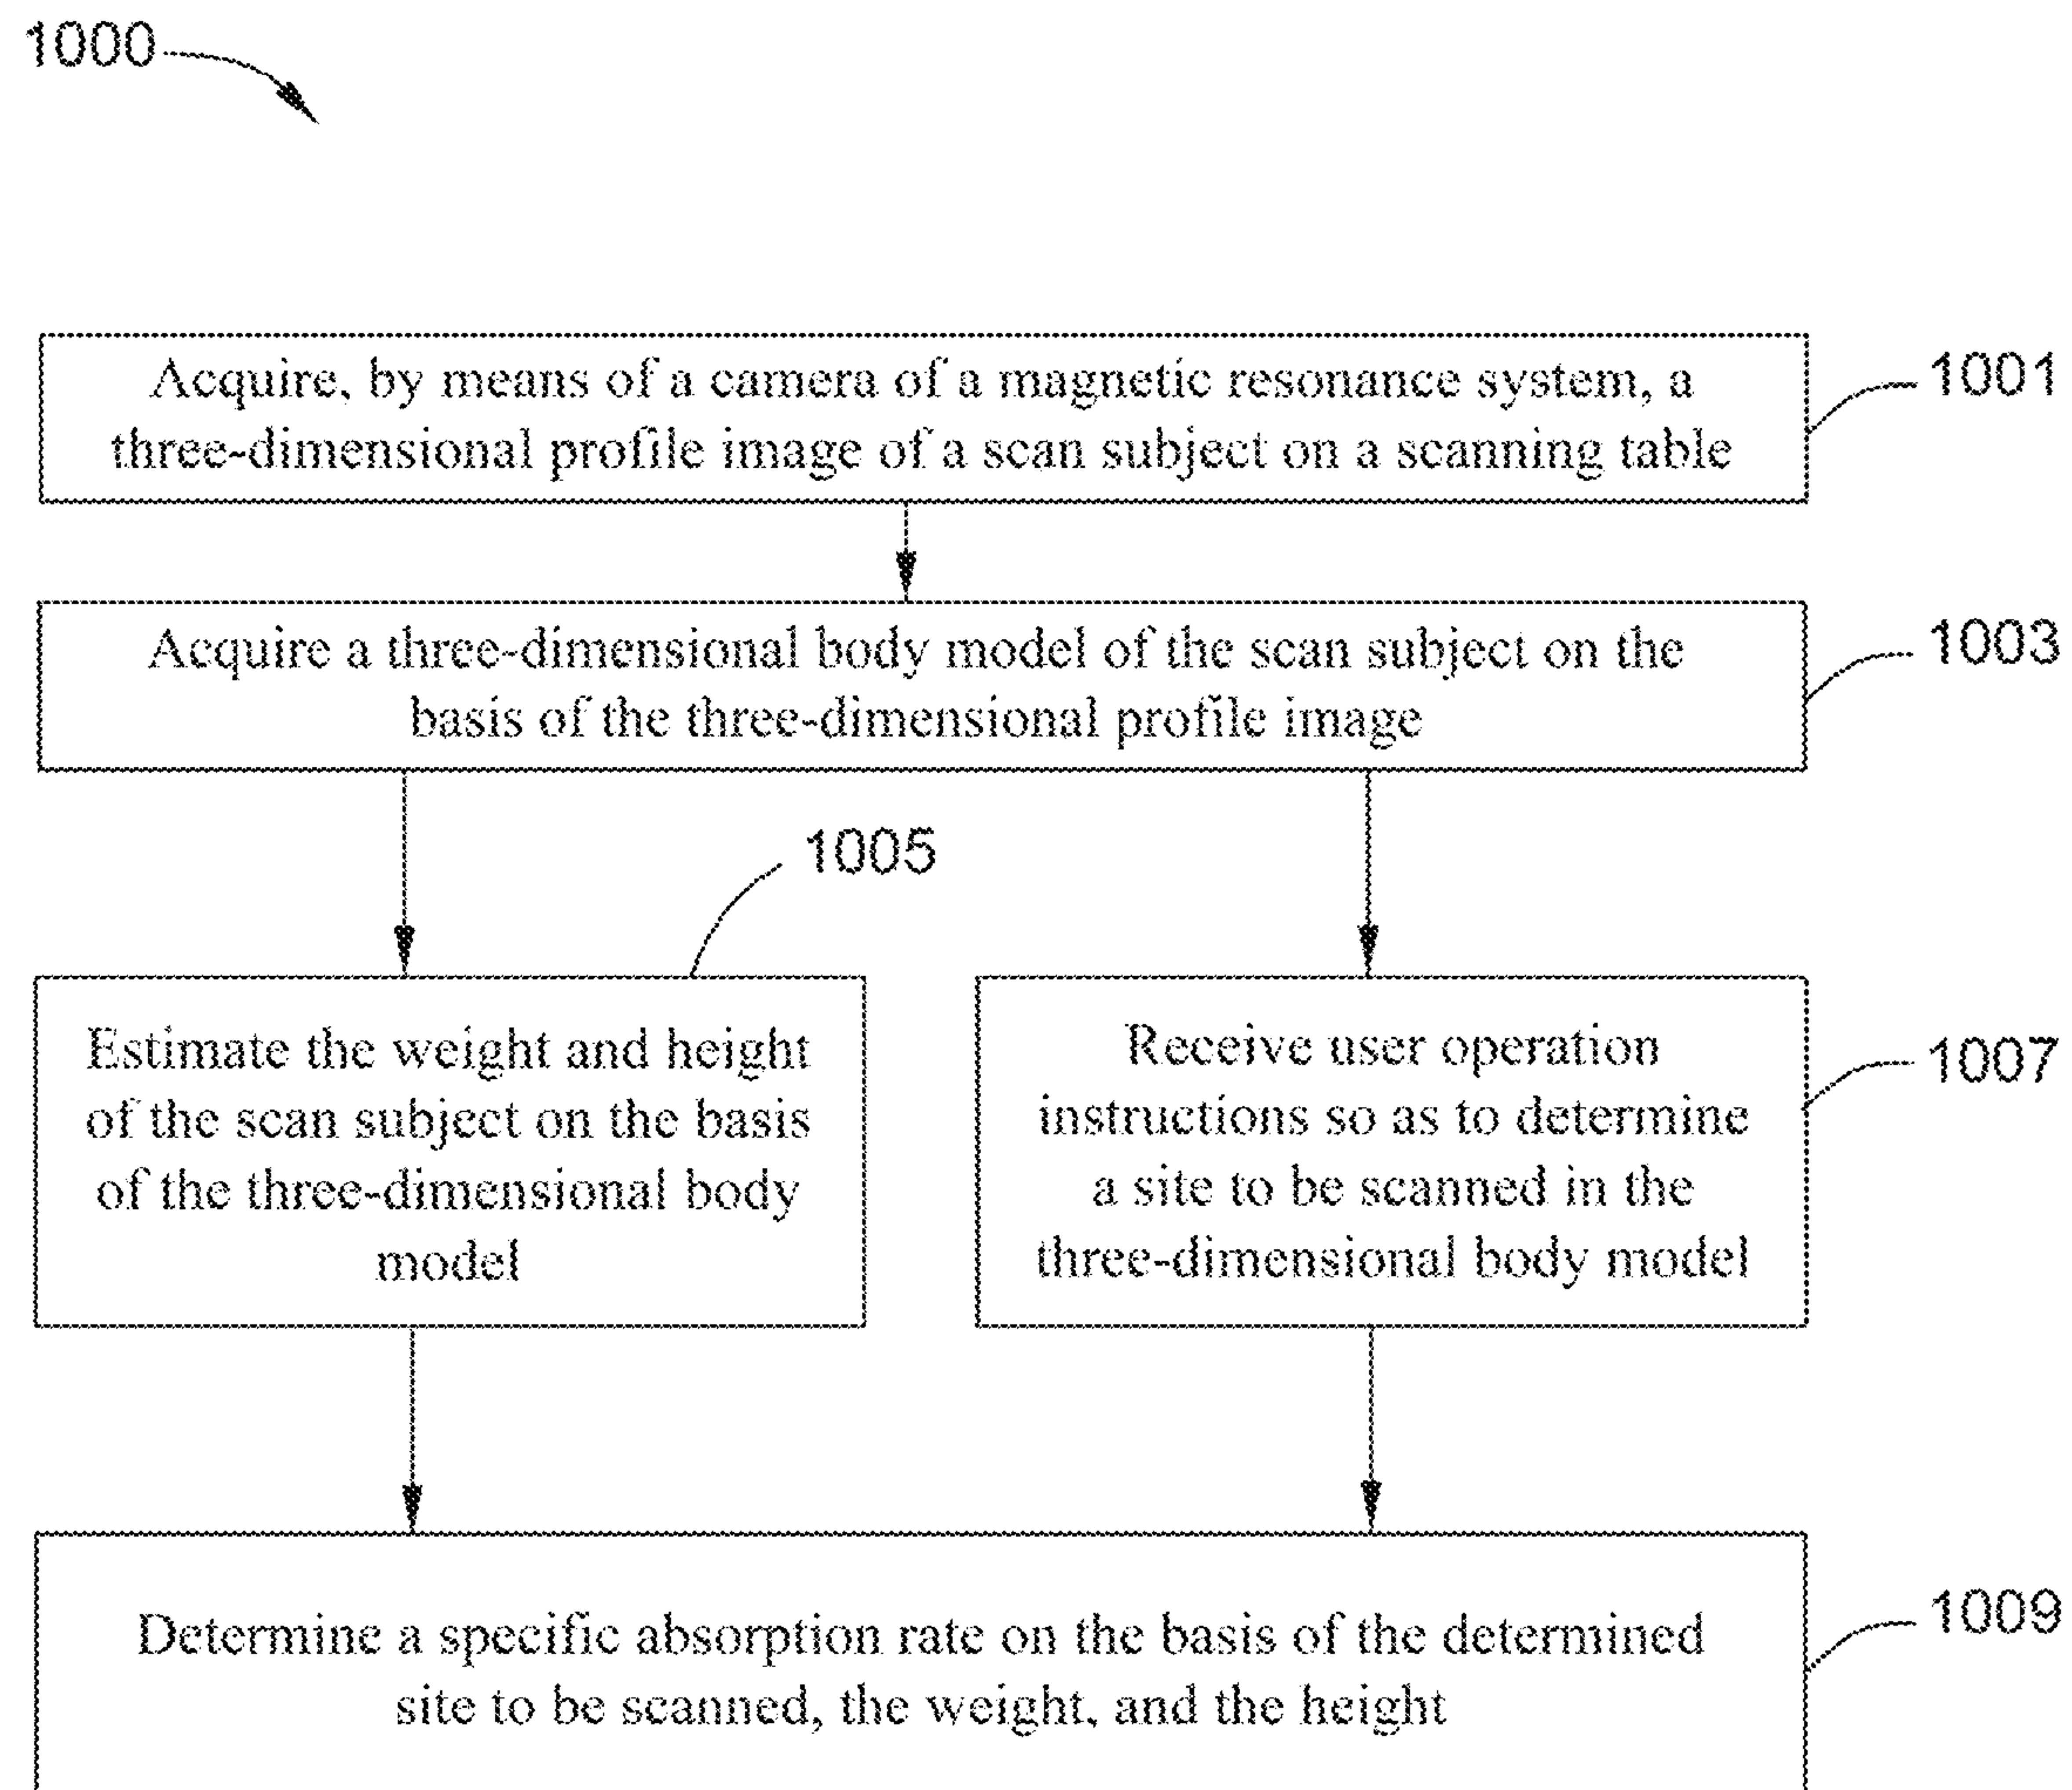 1000
Acquire, by means of a camera of a magnetic resonance system, a
three-dimensional profile image of a scan subject on a scanning table
1001
Acquire a three-dimensional body model of the scan subject on the
basis of the three-dimensional profile image
1003
1005
Estimate the weight and height
of the scan subject on the basis
of the three-dimensional body
model
Receive user operation
instructions so as to determine
a site to be scanned in the
three-dimensional body model
1007
Determine a specific absorption rate on the basis of the determined
site to be scanned, the weight, and the height
1009